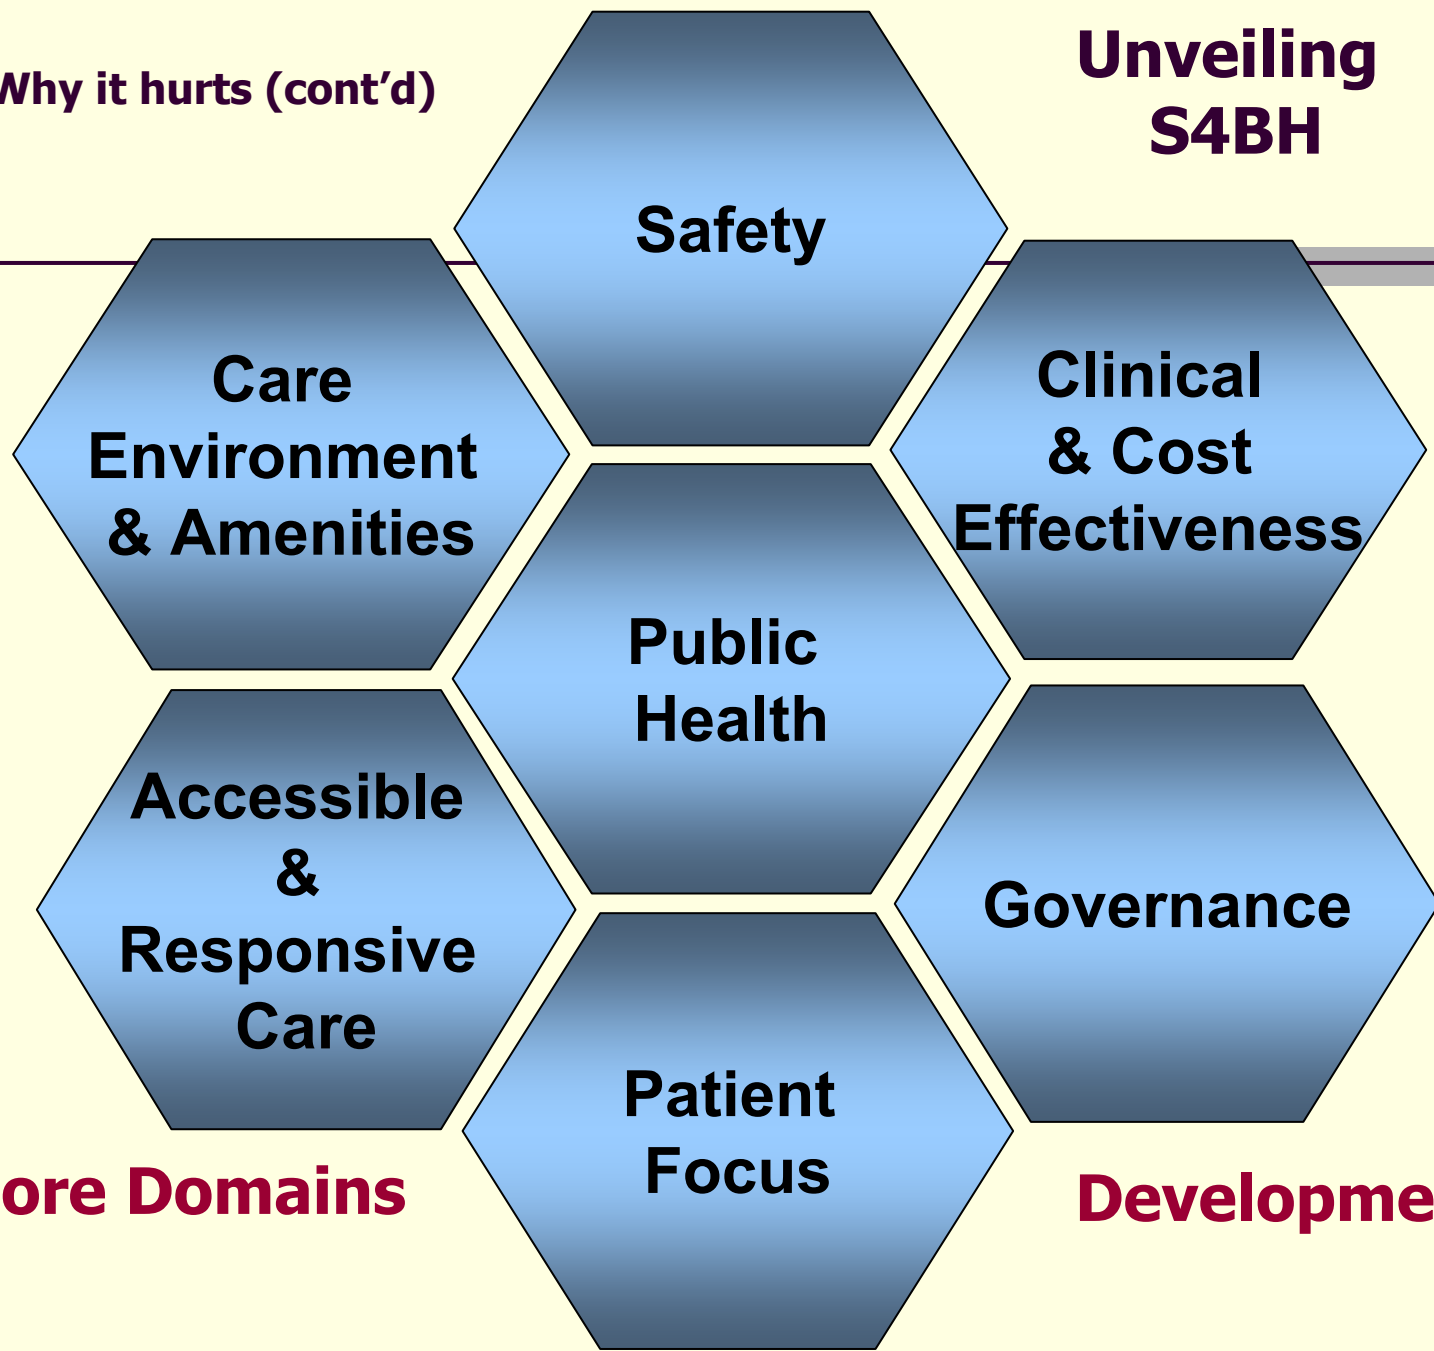 Why it hurts (cont’d)
Unveiling
S4BH
Safety
Care
Environment
& Amenities
Clinical
& Cost
Effectiveness
Public
Health
Accessible
&
Responsive
Care
Governance
Patient
Focus
ore Domains
Developme